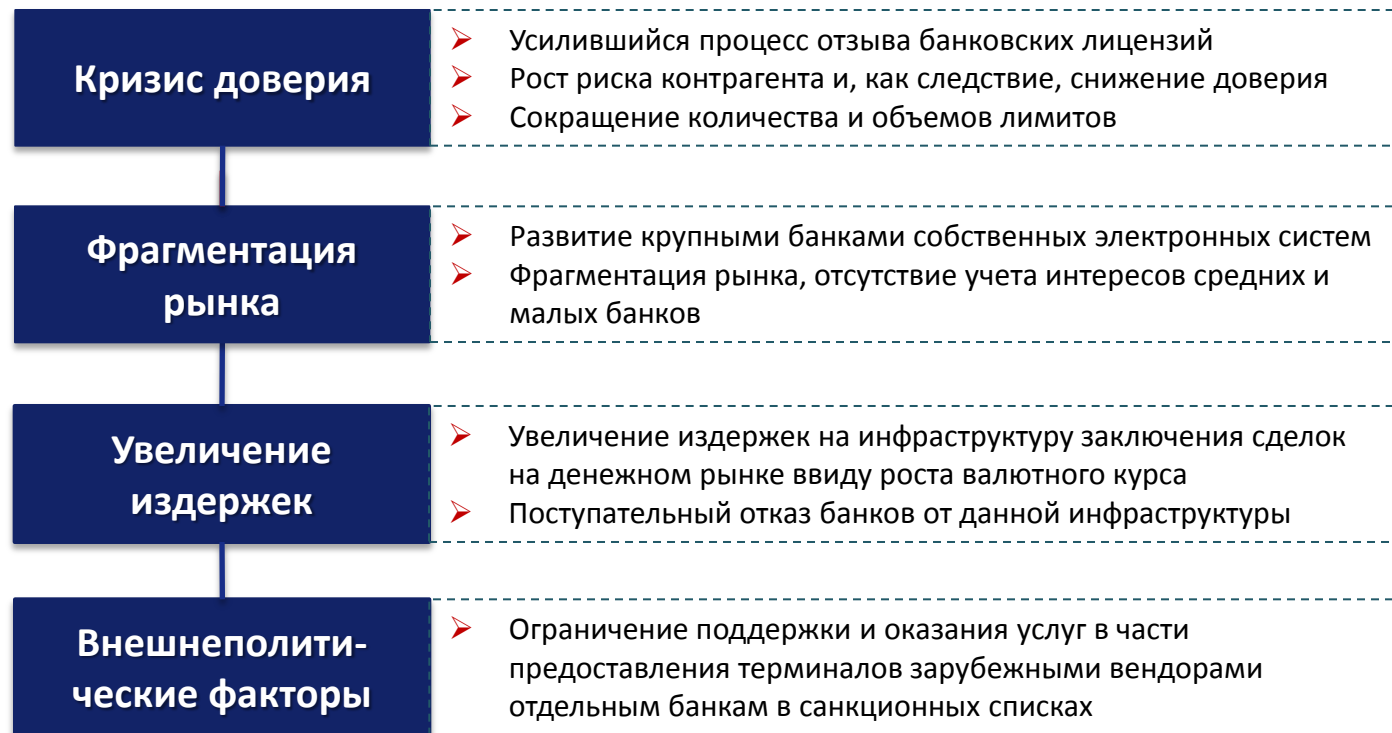 Кризис доверия
Усилившийся процесс отзыва банковских лицензий
Рост риска контрагента и, как следствие, снижение доверия
Сокращение количества и объемов лимитов
Фрагментация
рынка
Развитие крупными банками собственных электронных систем
Фрагментация рынка, отсутствие учета интересов средних и
малых банков
Увеличение
издержек
Увеличение издержек на инфраструктуру заключения сделок
на денежном рынке ввиду роста валютного курса
Поступательный отказ банков от данной инфраструктуры
Внешнеполити-
ческие факторы
Ограничение поддержки и оказания услуг в части
предоставления терминалов зарубежными вендорами
отдельным банкам в санкционных списках